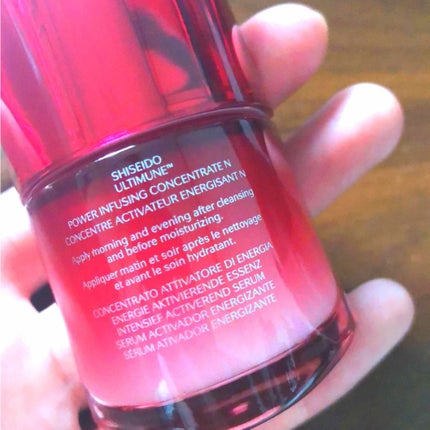 SHISEIDO
ULTIMUNE™
POWER INFUSING CONCENTRATE N
CONCENTRE ACTIVATEUR ENERGISANT N
Apply morning and evening after cleansing
and before moisturizing.
Appliquer matin et soir après le nettoyage
et avant le soin hydratant.
CONCENTRATO ATTIVATORE DI ENERGIA
ENERGIE AKTIVIERENDE ESSENZ
INTENSIEF ACTIVEREND SERUM
SERUM ACTIVADOR ENERGIZANTE
SÉRUM ATIVADOR ENERGIZANTE